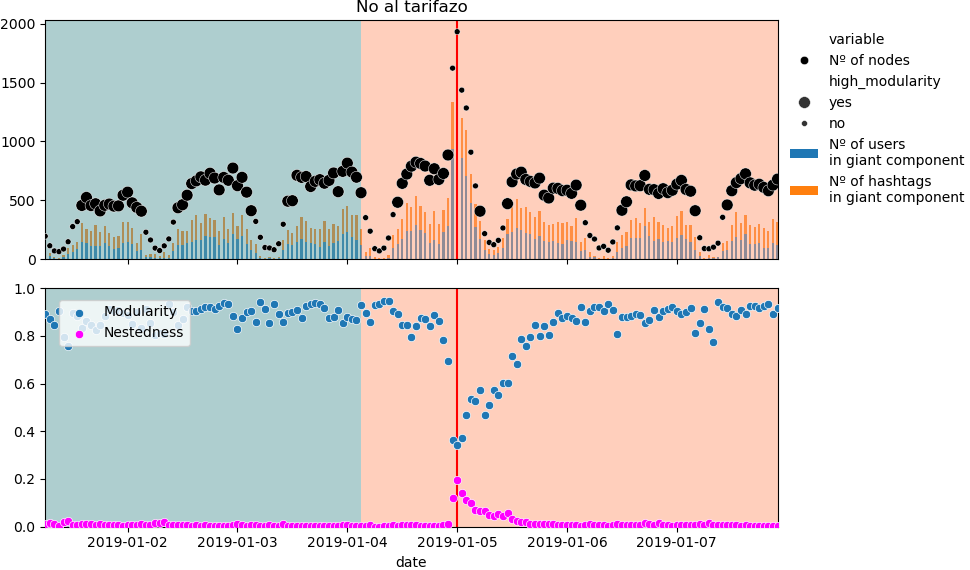 No al tarifazo
2000
1500
1000
500
0
variable
Nº of nodes
high_modularity
yes
no
Nº of users
in giant component
Nº of hashtags
in giant component
1.0
0.8
0.6
0.4
0.2
0.0
Modularity
Nestedness
2019-01-02
2019-01-03
2019-01-04
2019-01-05
2019-01-06
2019-01-07
date